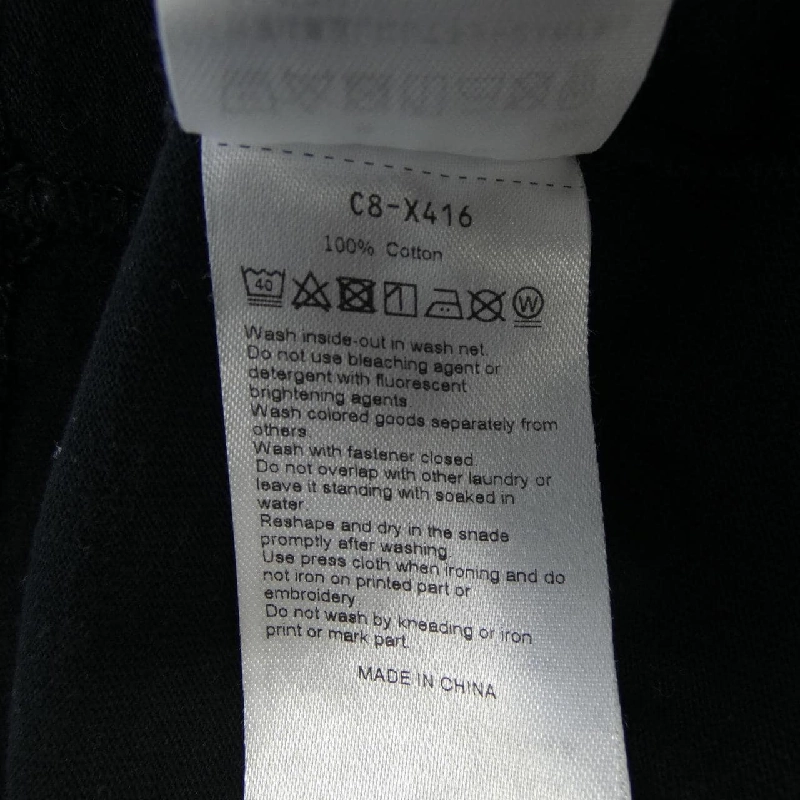 C8-X416
100% Cotton
40 W
Wash inside-out in wash net.
Do not use bleaching agent or
detergent with fluorescent
brightening agents
Wash colored goods separately from
others.
Wash with fastener closed
Do not overlap with other laundry or
leave it standing with soaked in
water.
Reshape and dry in the snade
promptly after washing.
Use press cloth when ironing and do
not iron on printed part or
embroidery
Do not wash by kneading or iron
print or mark part.
MADE IN CHINA